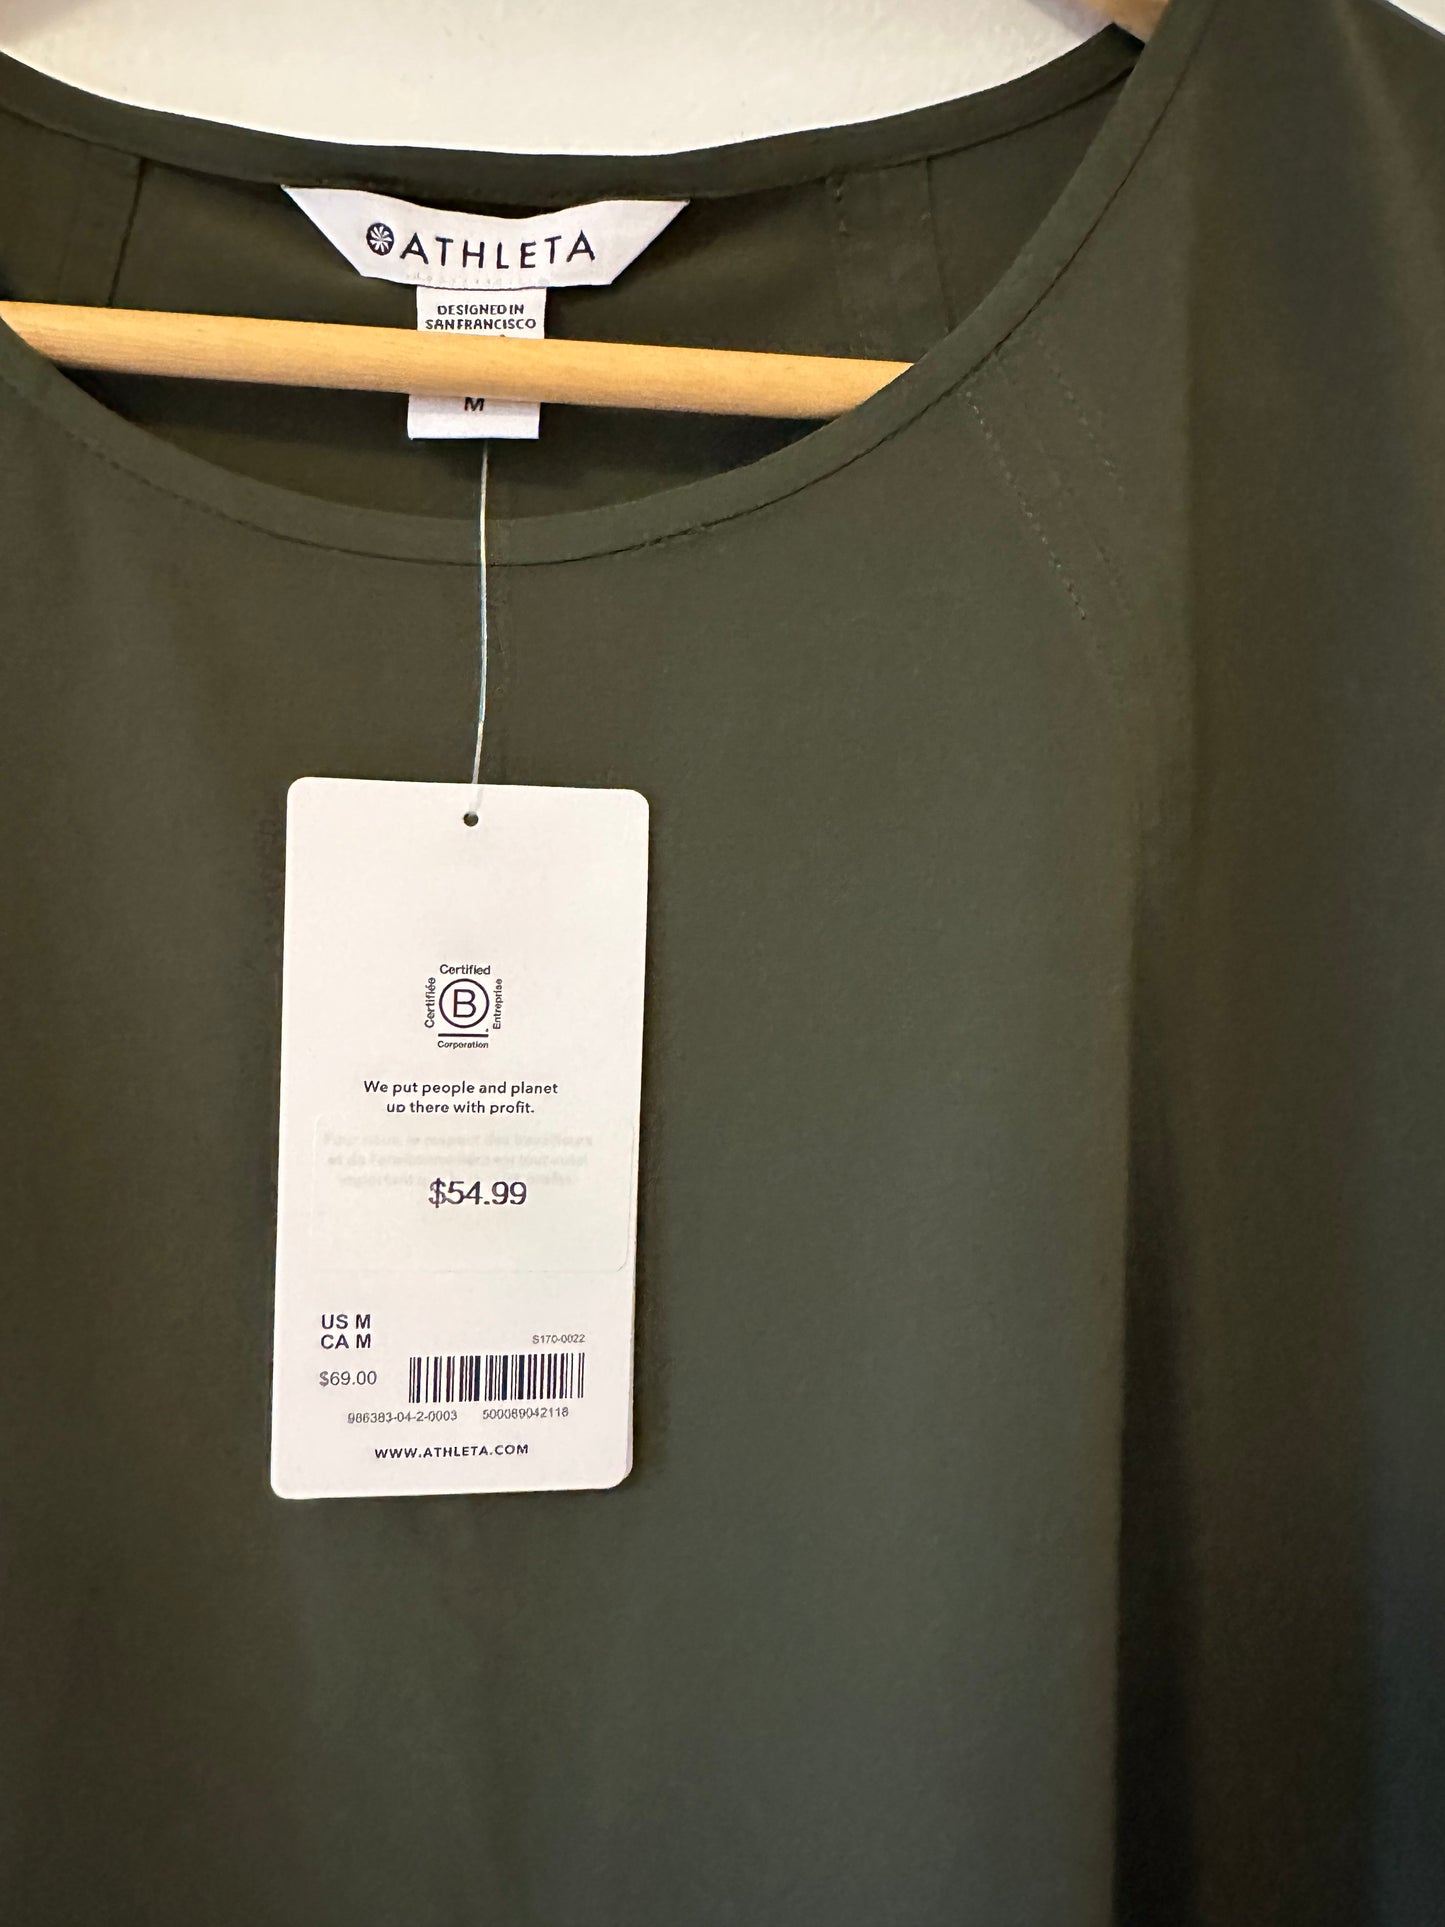 ATHLETA
DESIGNED IN
SAN FRANCISCO
M
Certified
Certifiée
B
Entreprise
Corporation
We put people and planet
up there with profit.
$54.99
US M
CA M
S170-0022
$69.00
986383-04-2-0003 500089042118
WWW.ATHLETA.COM